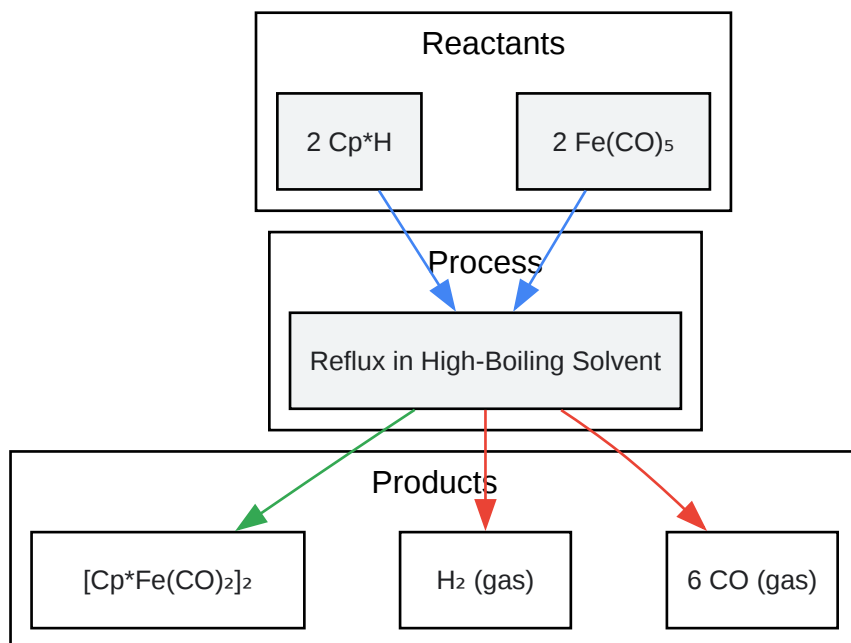 Reactants
2 Cp*H
2 Fe(CO)₅
Process
Reflux in High-Boiling Solvent
Products
[Cp*Fe(CO)₂]₂
H₂ (gas)
6 CO (gas)